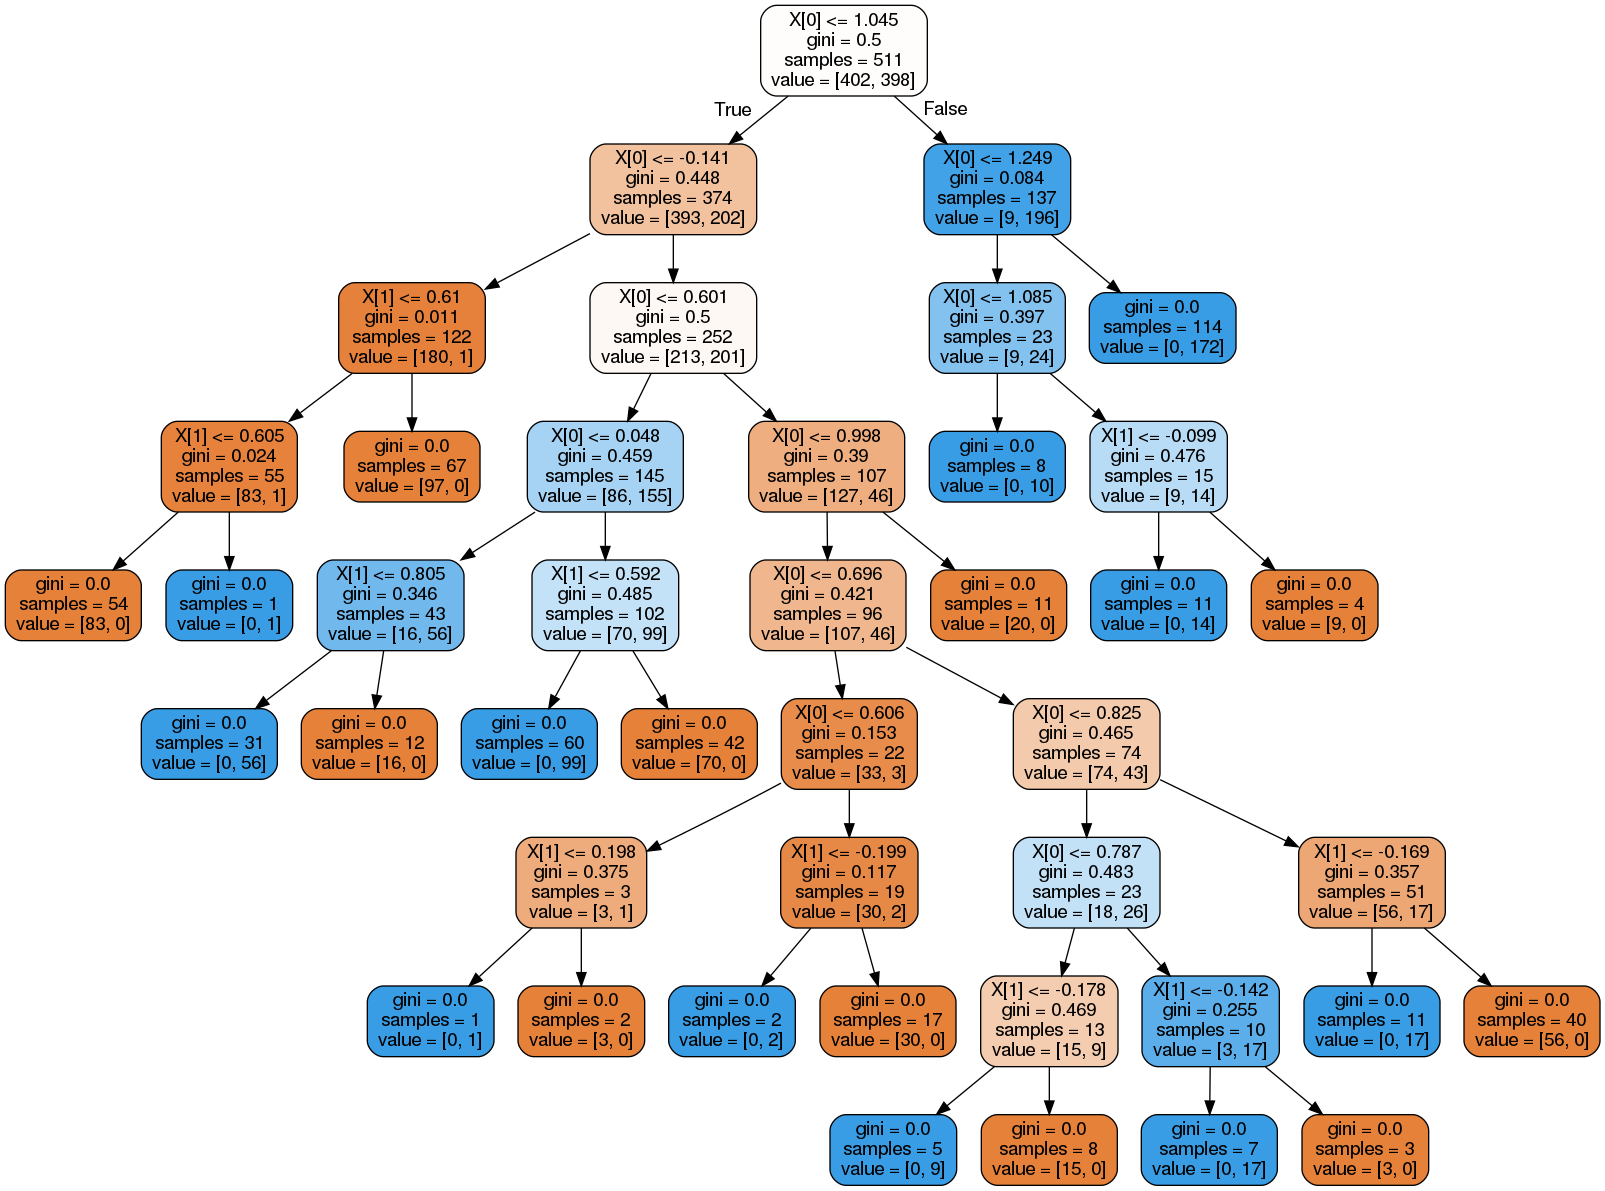 X[0] <= 1.045
gini = 0.5
samples = 511
value = [402, 398]
True
False
X[0] <= -0.141
gini = 0.448
samples = 374
value = [393, 202]
X[0] <= 1.249
gini = 0.084
samples = 137
value = [9, 196]
X[1] <= 0.61
gini = 0.011
samples = 122
value = [180, 1]
X[0] <= 0.601
gini = 0.5
samples = 252
value = [213, 201]
X[0] <= 1.085
gini = 0.397
samples = 23
value = [9, 24]
gini = 0.0
samples = 114
value = [0, 172]
X[1] <= 0.605
gini = 0.024
samples = 55
value = [83, 1]
gini = 0.0
samples = 67
value = [97, 0]
X[0] <= 0.048
gini = 0.459
samples = 145
value = [86, 155]
X[0] <= 0.998
gini = 0.39
samples = 107
value = [127, 46]
gini = 0.0
samples = 8
value = [0, 10]
X[1] <= -0.099
gini = 0.476
samples = 15
value = [9, 14]
gini = 0.0
samples = 54
value = [83, 0]
gini = 0.0
samples = 1
value = [0, 1]
X[1] <= 0.805
gini = 0.346
samples = 43
value = [16, 56]
X[1] <= 0.592
gini = 0.485
samples = 102
value = [70, 99]
X[0] <= 0.696
gini = 0.421
samples = 96
value = [107, 46]
gini = 0.0
samples = 11
value = [20, 0]
gini = 0.0
samples = 11
value = [0, 14]
gini = 0.0
samples = 4
value = [9, 0]
gini = 0.0
samples = 31
value = [0, 56]
gini = 0.0
samples = 12
value = [16, 0]
gini = 0.0
samples = 60
value = [0, 99]
gini = 0.0
samples = 42
value = [70, 0]
X[0] <= 0.606
gini = 0.153
samples = 22
value = [33, 3]
X[0] <= 0.825
gini = 0.465
samples = 74
value = [74, 43]
X[1] <= 0.198
gini = 0.375
samples = 3
value = [3, 1]
X[1] <= -0.199
gini = 0.117
samples = 19
value = [30, 2]
X[0] <= 0.787
gini = 0.483
samples = 23
value = [18, 26]
X[1] <= -0.169
gini = 0.357
samples = 51
value = [56, 17]
gini = 0.0
samples = 1
value = [0, 1]
gini = 0.0
samples = 2
value = [3, 0]
gini = 0.0
samples = 2
value = [0, 2]
gini = 0.0
samples = 17
value = [30, 0]
X[1] <= -0.178
gini = 0.469
samples = 13
value = [15, 9]
X[1] <= -0.142
gini = 0.255
samples = 10
value = [3, 17]
gini = 0.0
samples = 11
value = [0, 17]
gini = 0.0
samples = 40
value = [56, 0]
gini = 0.0
samples = 5
value = [0, 9]
gini = 0.0
samples = 8
value = [15, 0]
gini = 0.0
samples = 7
value = [0, 17]
gini = 0.0
samples = 3
value = [3, 0]